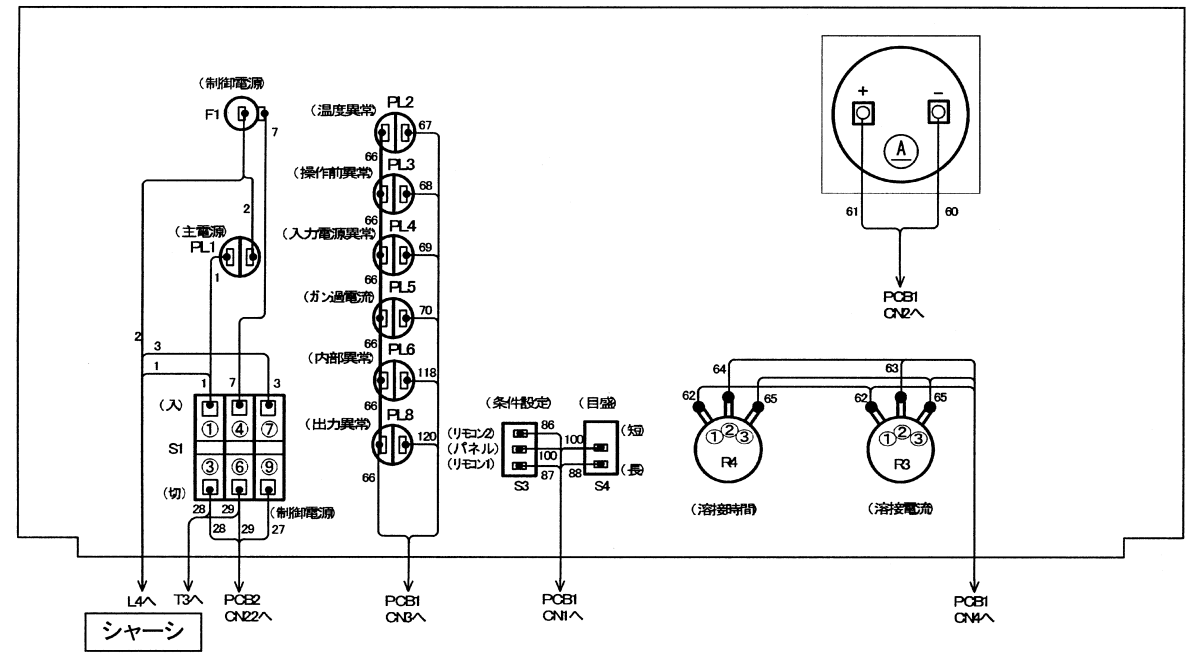 (制御電源)
F1
7
2
(主電源)
PL1
1
2
3
1
1
7
3
(入)
① ④ ⑦
S1
③ ⑥ ⑨
(切)
28
29
(制御電源)
28
29
27
L4へ
T3へ
PCB2
CN22へ
シャーシ
(温度異常)
PL2
67
66
(操作前異常)
PL3
68
66
(入力電源異常)
PL4
69
66
(ガン過電流)
PL5
70
66
(内部異常)
PL6
118
66
(出力異常)
PL8
120
66
PCB1
CN3へ
(条件設定)
(目盛)
(リモコン2)
86
(短)
(パネル)
100
100
(リモコン1)
87
88
(長)
S3
S4
PCB1
CN1へ
+
−
A
61
60
PCB1
CN2へ
64
63
62
65
62
65
① ② ③
R4
① ② ③
R3
(溶接時間)
(溶接電流)
PCB1
CN4へ